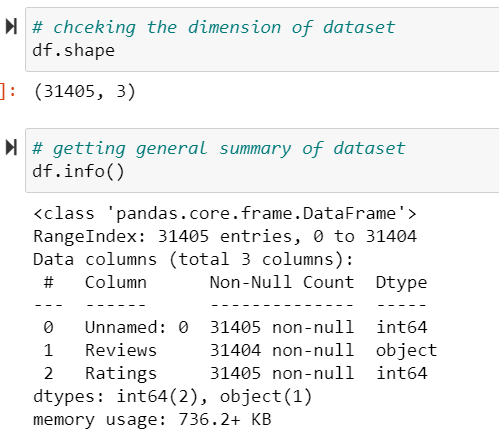 # chceking the dimension of dataset
df.shape
]: (31405, 3)
# getting general summary of dataset
df.info()
<class 'pandas.core.frame.DataFrame'>
RangeIndex: 31405 entries, 0 to 31404
Data columns (total 3 columns):
 #   Column      Non-Null Count  Dtype
---  ------      --------------  -----
 0   Unnamed: 0  31405 non-null  int64
 1   Reviews     31404 non-null  object
 2   Ratings     31405 non-null  int64
dtypes: int64(2), object(1)
memory usage: 736.2+ KB